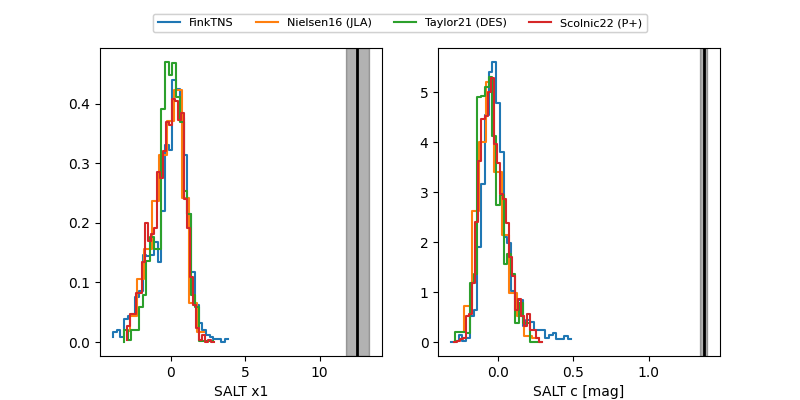 FinkTNS Nielsen16 (JLA) Taylor21 (DES) Scolnic22 (P+)
0.4
0.3
0.2
0.1
0.0
0 5 10
SALT x1
5
4
3
2
1
0
0.0 0.5 1.0
SALT c [mag]